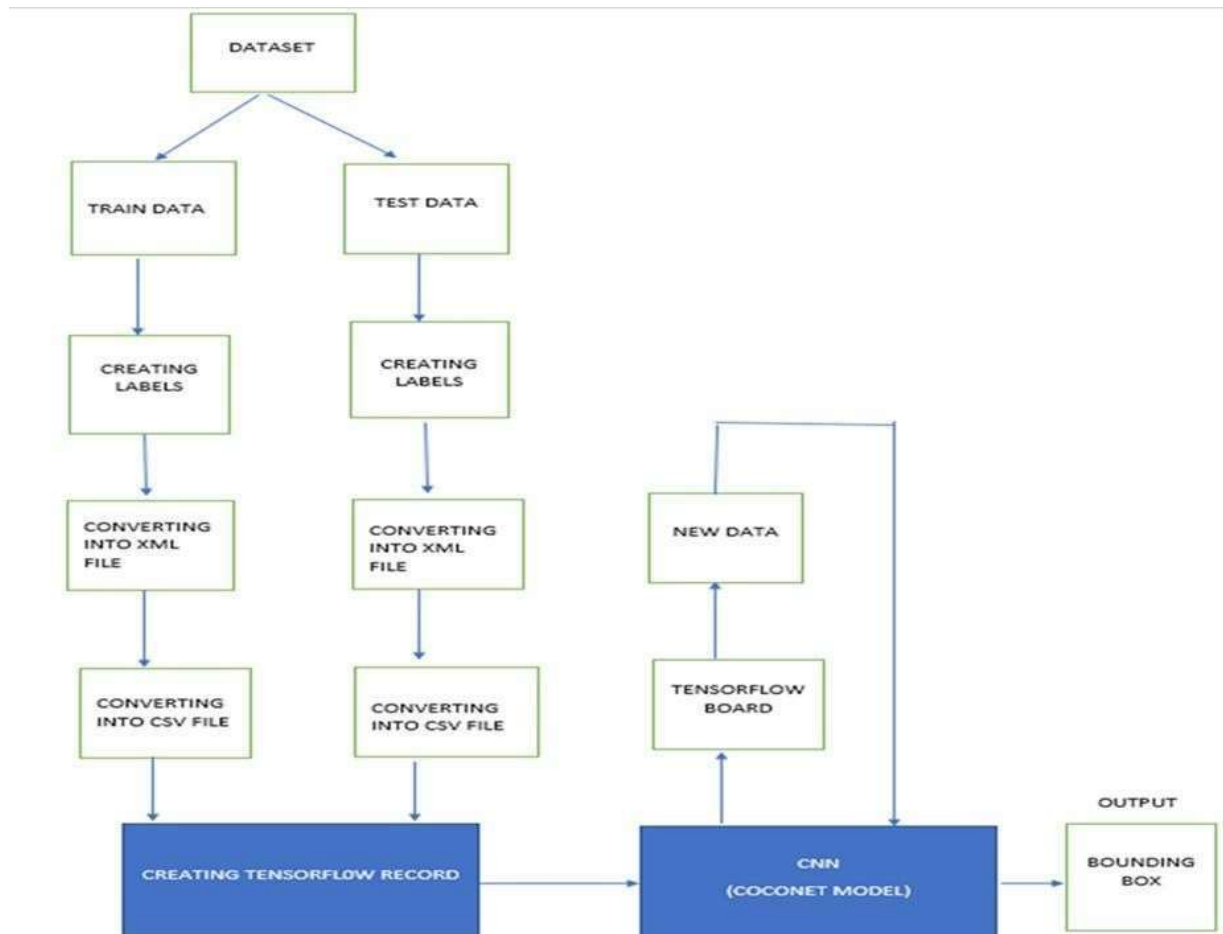 DATASET
TRAIN DATA
TEST DATA
CREATING
LABELS
CREATING
LABELS
CONVERTING
INTO XML
FILE
CONVERTING
INTO XML
FILE
NEW DATA
CONVERTING
INTO CSV FILE
CONVERTING
INTO CSV FILE
TENSORFLOW
BOARD
CREATING TENSORFLOW RECORD
CNN
(COCONET MODEL)
OUTPUT
BOUNDING
BOX